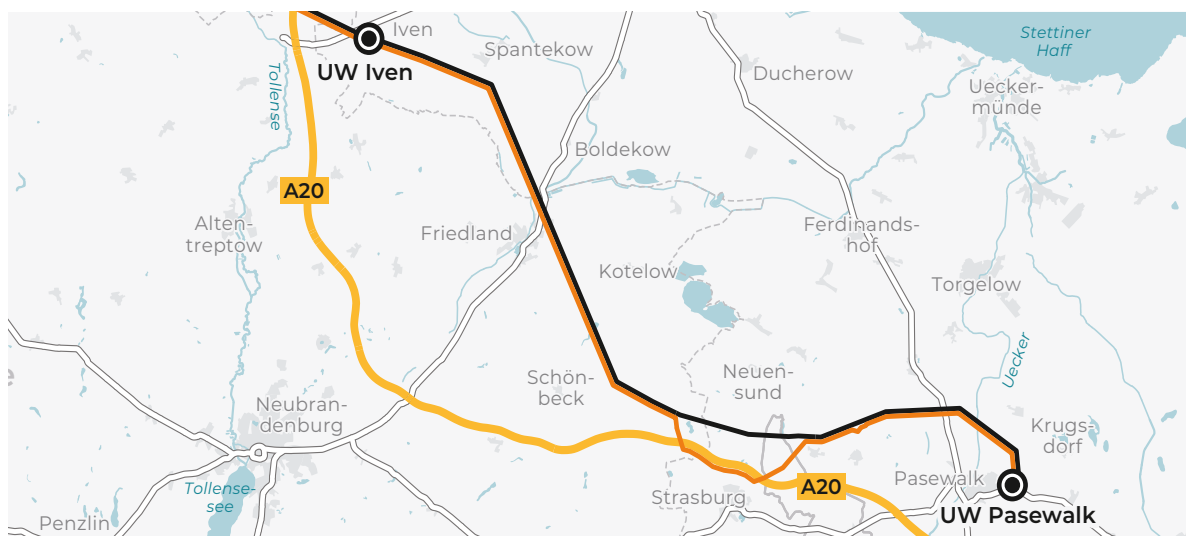 Iven
Stettiner
Haff
Spantekow
UW Iven
Ducherow
Uecker-
münde
Tollense
Boldekow
A20
Alten-
treptow
Friedland
Ferdinands-
hof
Kotelow
Torgelow
Uecker
Schön-
beck
Neuen-
sund
e
Neubran-
denburg
Krugs-
dorf
Pasewalk
A20
Tollense-
see
Strasburg
UW Pasewalk
Penzlin